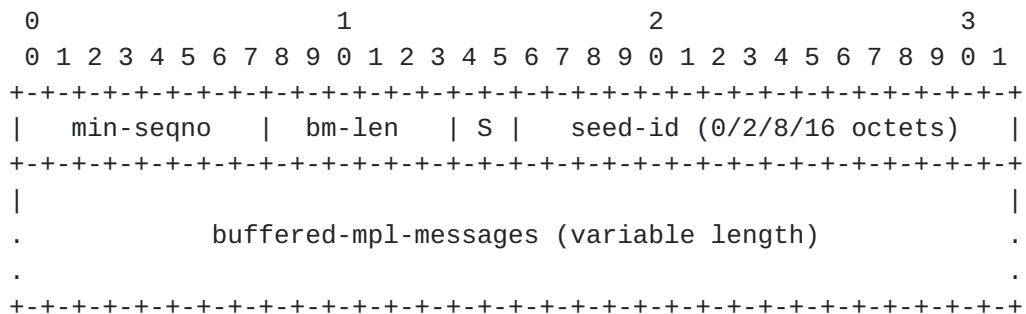 0                   1                   2                   3
 0 1 2 3 4 5 6 7 8 9 0 1 2 3 4 5 6 7 8 9 0 1 2 3 4 5 6 7 8 9 0 1
+-+-+-+-+-+-+-+-+-+-+-+-+-+-+-+-+-+-+-+-+-+-+-+-+-+-+-+-+-+-+-+-+
|   min-seqno   |  bm-len   | S |   seed-id (0/2/8/16 octets)   |
+-+-+-+-+-+-+-+-+-+-+-+-+-+-+-+-+-+-+-+-+-+-+-+-+-+-+-+-+-+-+-+-+
|                                                               |
.            buffered-mpl-messages (variable length)            .
.                                                               .
+-+-+-+-+-+-+-+-+-+-+-+-+-+-+-+-+-+-+-+-+-+-+-+-+-+-+-+-+-+-+-+-+